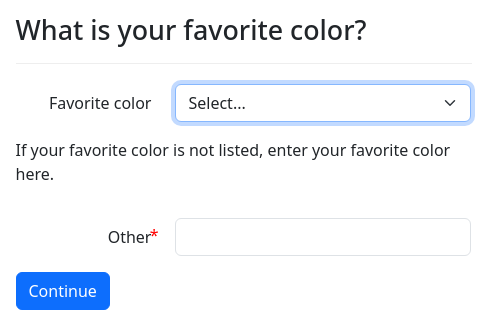 What is your favorite color?
Favorite color
Select...
If your favorite color is not listed, enter your favorite color
here.
Other*
Continue